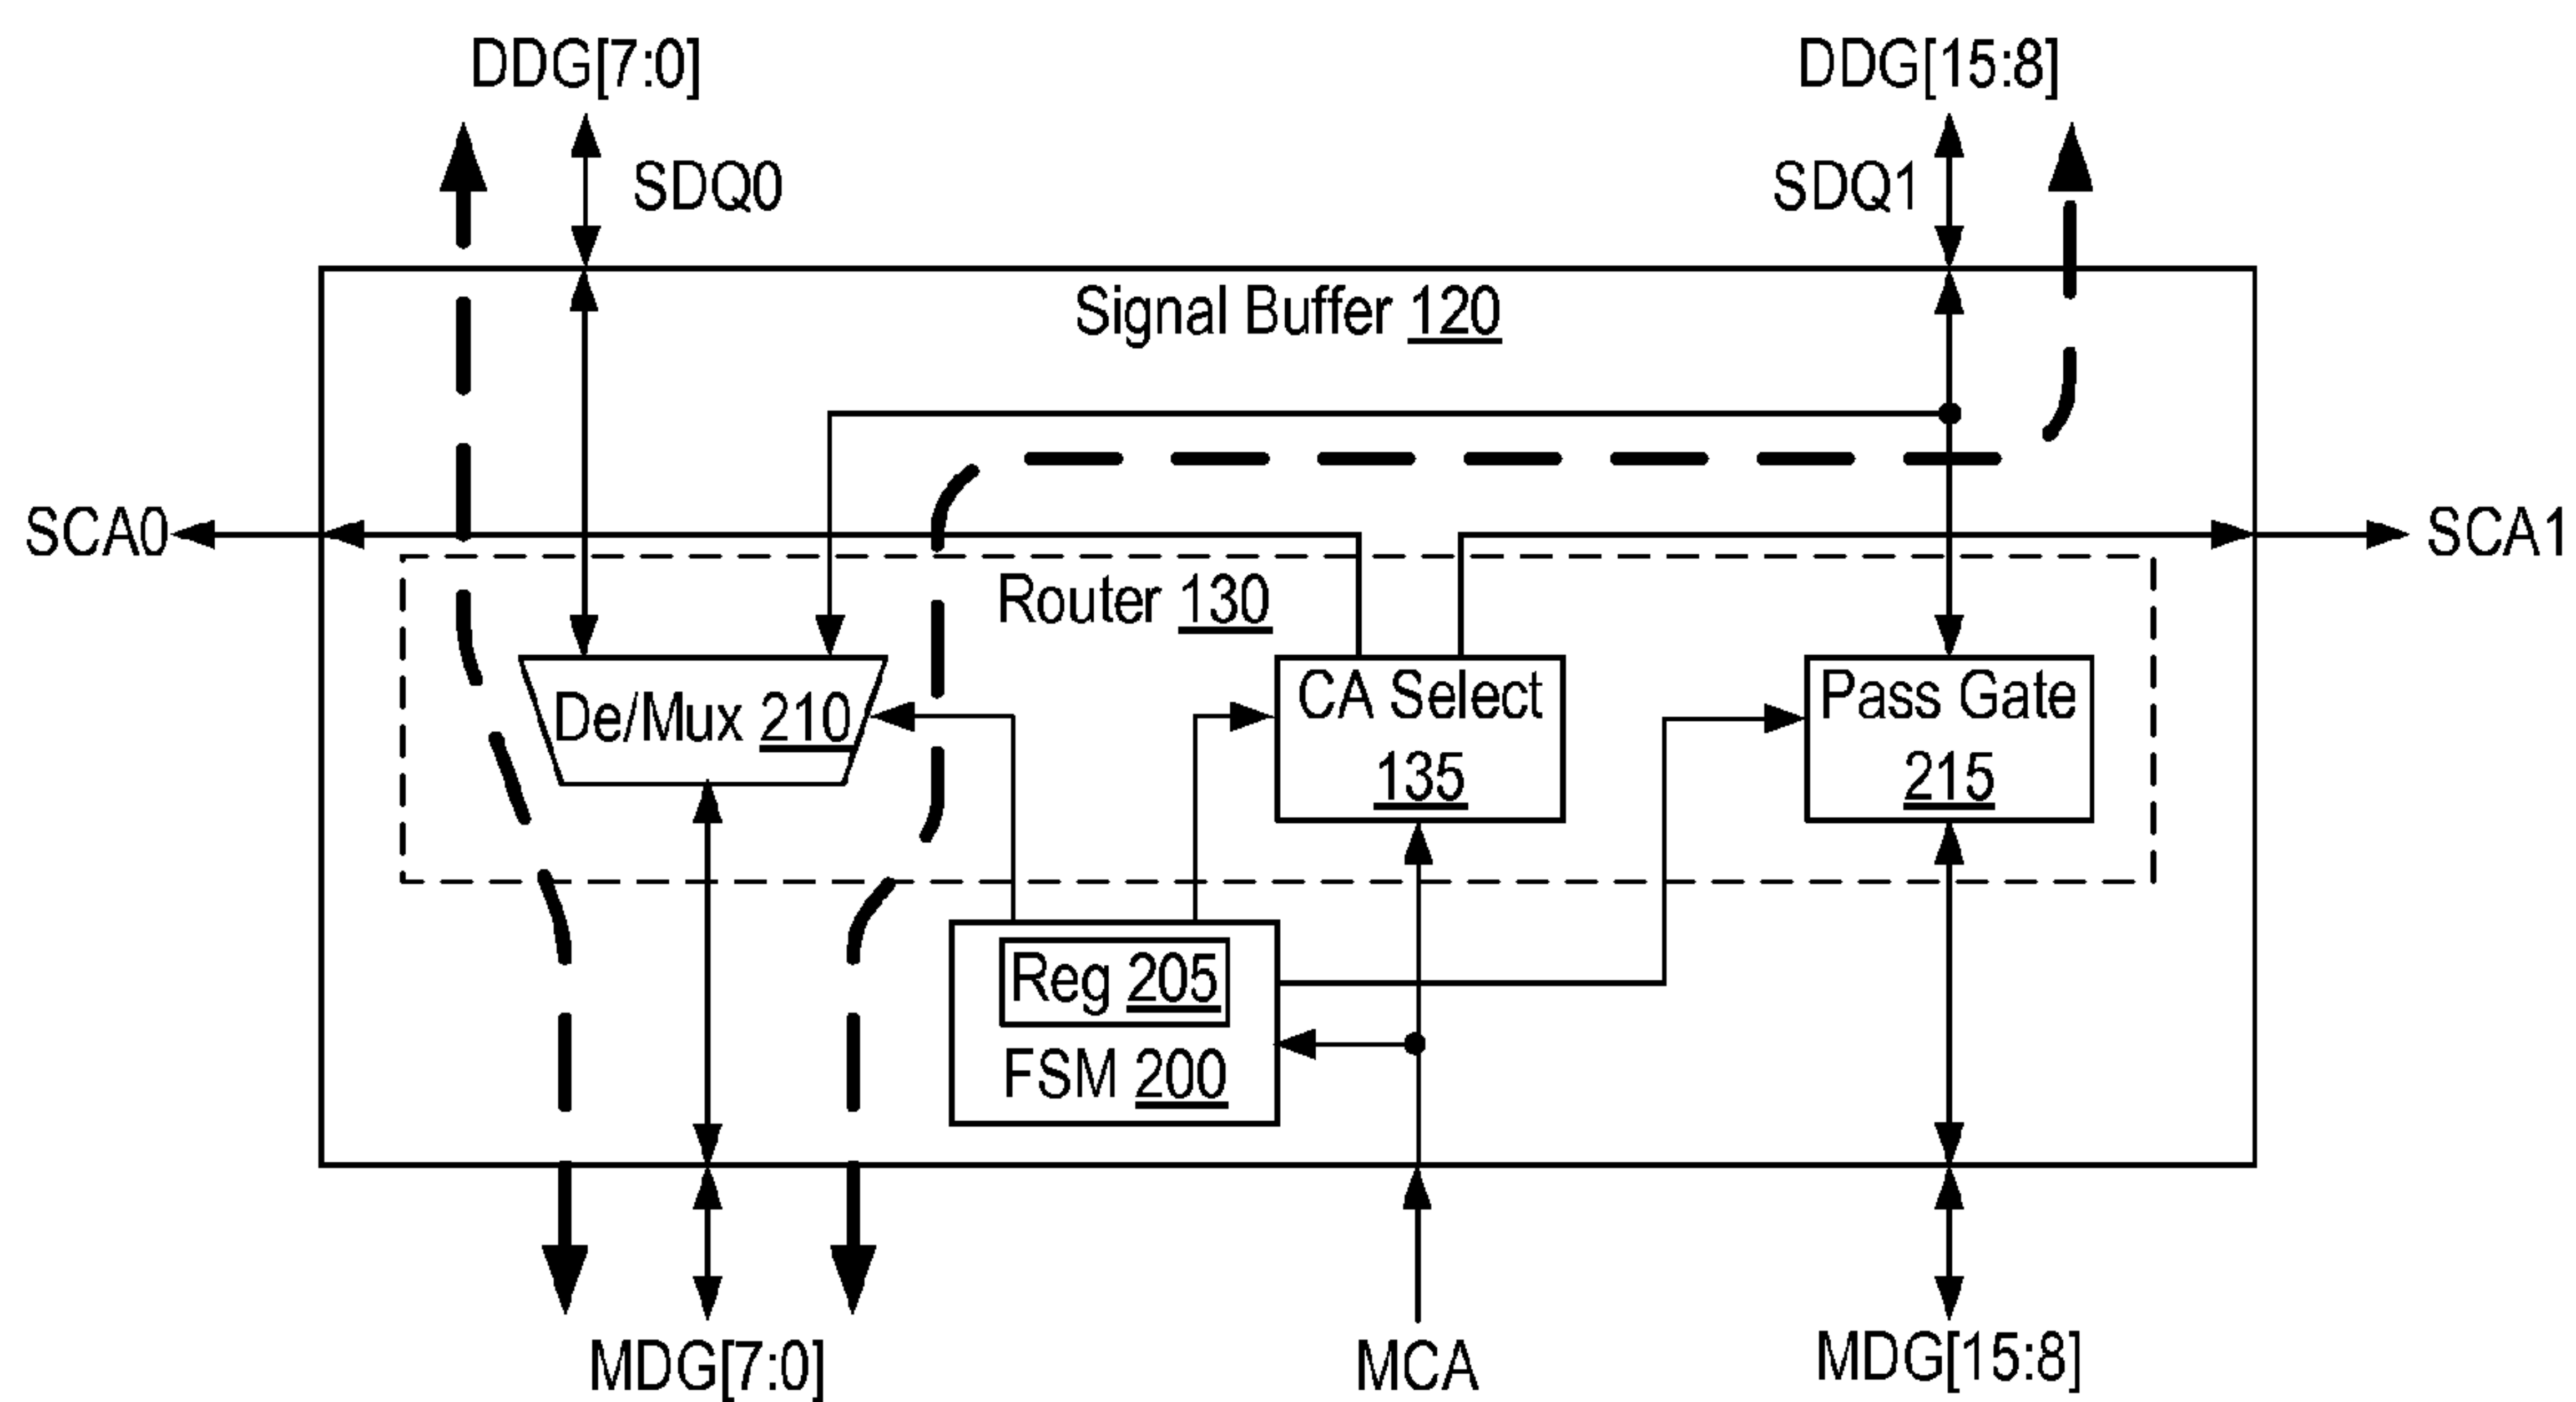 DDG[7:0]
DDG[15:8]
SDQ0
SDQ1
Signal Buffer 120
SCA0
SCA1
Router 130
De/Mux 210
CA Select
135
Pass Gate
215
Reg 205
FSM 200
MDG[7:0]
MCA
MDG[15:8]